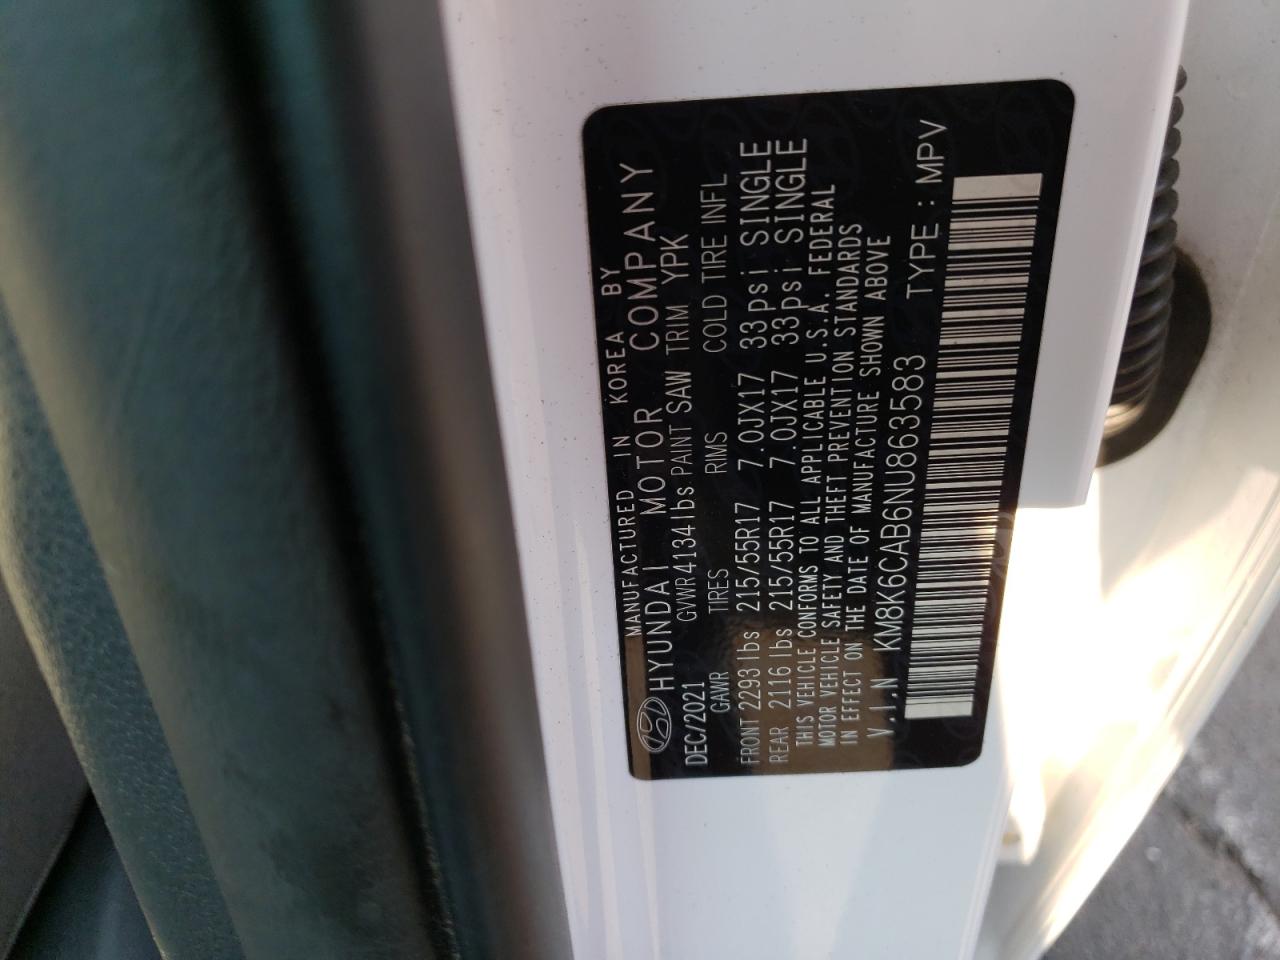 MANUFACTURED IN KOREA BY
HYUNDAI MOTOR COMPANY
DEC/2021 GVWR 4134 lbs PAINT SAW TRIM YPK
GAWR TIRES RIMS COLD TIRE INFL
FRONT 2293 lbs 215/55R17 7.0JX17 33psi SINGLE
REAR 2116 lbs 215/55R17 7.0JX17 33psi SINGLE
THIS VEHICLE CONFORMS TO ALL APPLICABLE U.S.A. FEDERAL
MOTOR VEHICLE SAFETY AND THEFT PREVENTION STANDARDS
IN EFFECT ON THE DATE OF MANUFACTURE SHOWN ABOVE
V.I.N KM8K6CAB6NU863583 TYPE : MPV